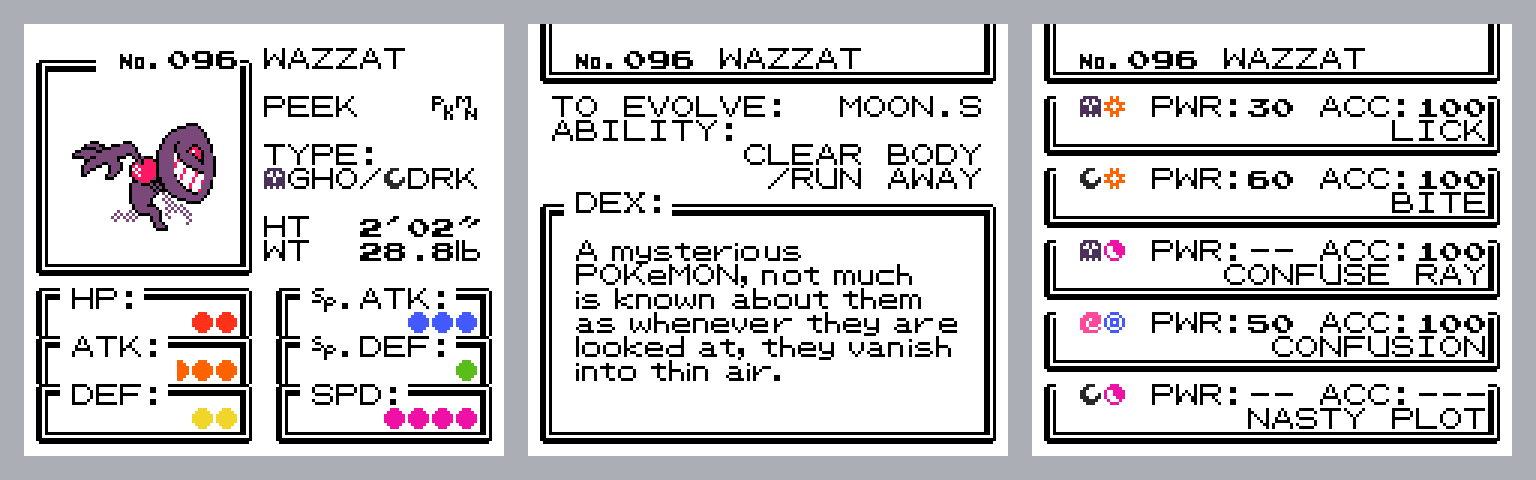 No. 096 WAZZAT
PEEK PKMN
TYPE:
GHO/DRK
HT 2'02"
WT 28.8lb
HP:
ATK:
DEF:
Sp. ATK:
Sp. DEF:
SPD:
No. 096 WAZZAT
TO EVOLVE: MOON.S
ABILITY:
CLEAR BODY
/RUN AWAY
DEX:
A mysterious
POKeMON, not much
is known about them
as whenever they are
looked at, they vanish
into thin air.
No. 096 WAZZAT
PWR:30 ACC:100
LICK
PWR:60 ACC:100
BITE
PWR:-- ACC:100
CONFUSE RAY
PWR:50 ACC:100
CONFUSION
PWR:-- ACC:---
NASTY PLOT